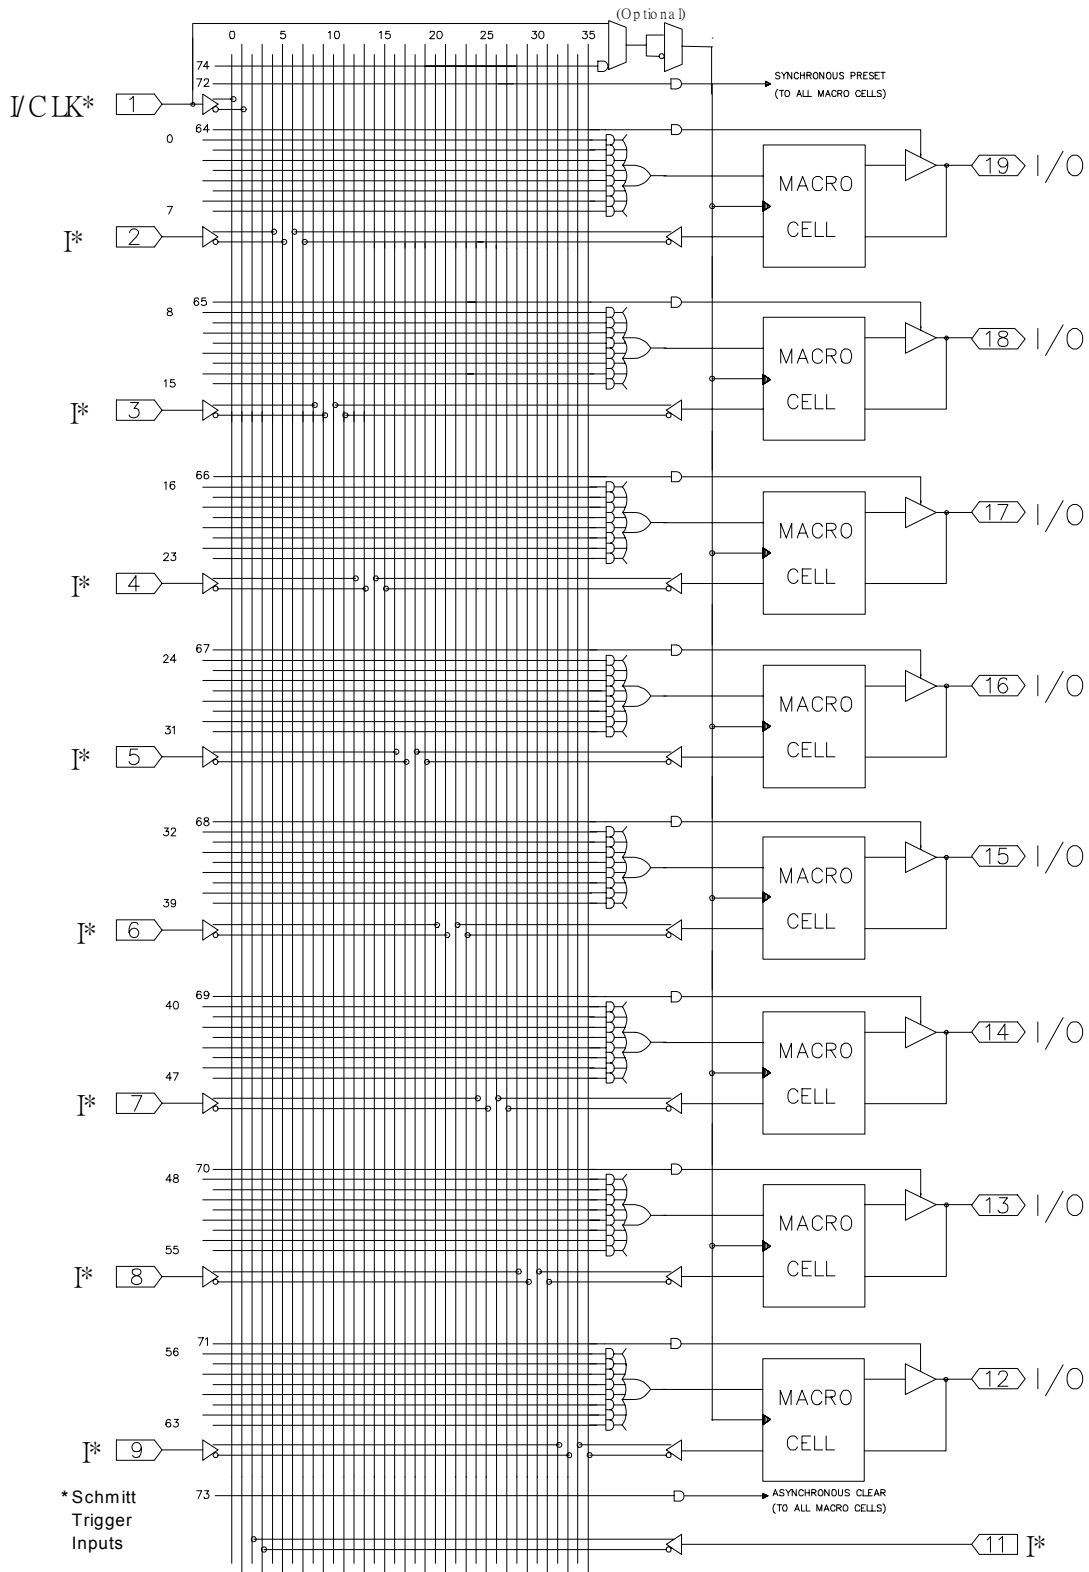 (Optional)
0 5 10 15 20 25 30 35
74
72
SYNCHRONOUS PRESET
(TO ALL MACRO CELLS)
I/CLK* 1
64
0
7
MACRO
CELL
19 I/O
I* 2
65
8
15
MACRO
CELL
18 I/O
I* 3
66
16
23
MACRO
CELL
17 I/O
I* 4
67
24
31
MACRO
CELL
16 I/O
I* 5
68
32
39
MACRO
CELL
15 I/O
I* 6
69
40
47
MACRO
CELL
14 I/O
I* 7
70
48
55
MACRO
CELL
13 I/O
I* 8
71
56
63
MACRO
CELL
12 I/O
I* 9
73
ASYNCHRONOUS CLEAR
(TO ALL MACRO CELLS)
* Schmitt
Trigger
Inputs
11 I*